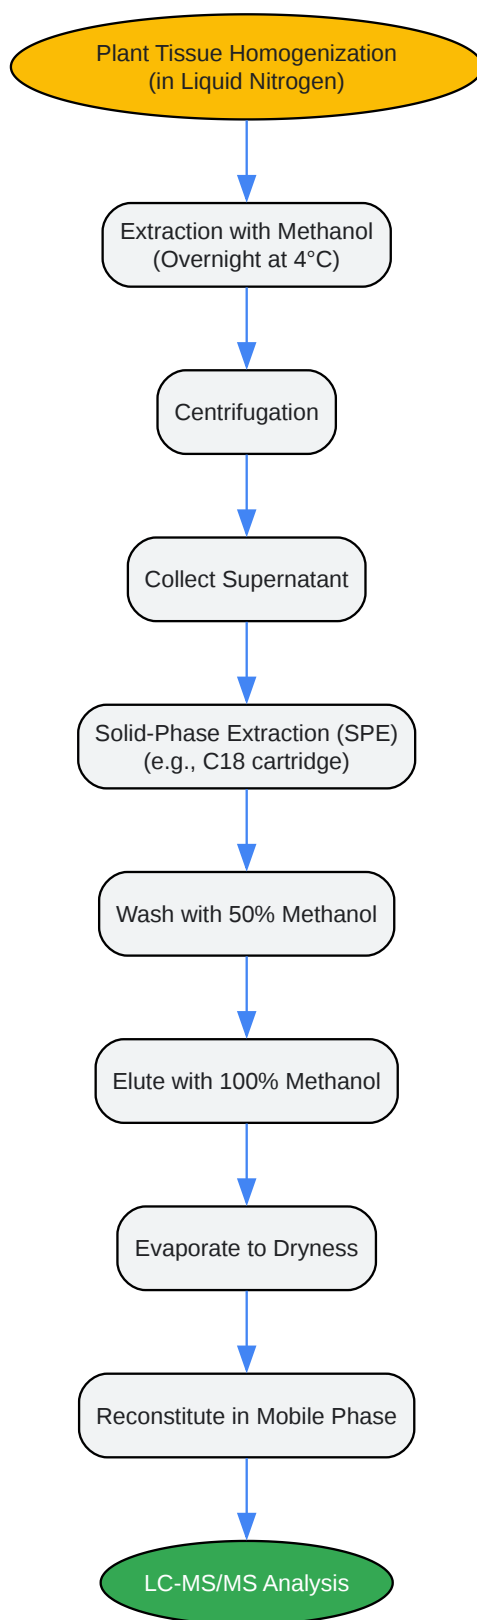 Plant Tissue Homogenization
(in Liquid Nitrogen)
Extraction with Methanol
(Overnight at 4°C)
Centrifugation
Collect Supernatant
Solid-Phase Extraction (SPE)
(e.g., C18 cartridge)
Wash with 50% Methanol
Elute with 100% Methanol
Evaporate to Dryness
Reconstitute in Mobile Phase
LC-MS/MS Analysis